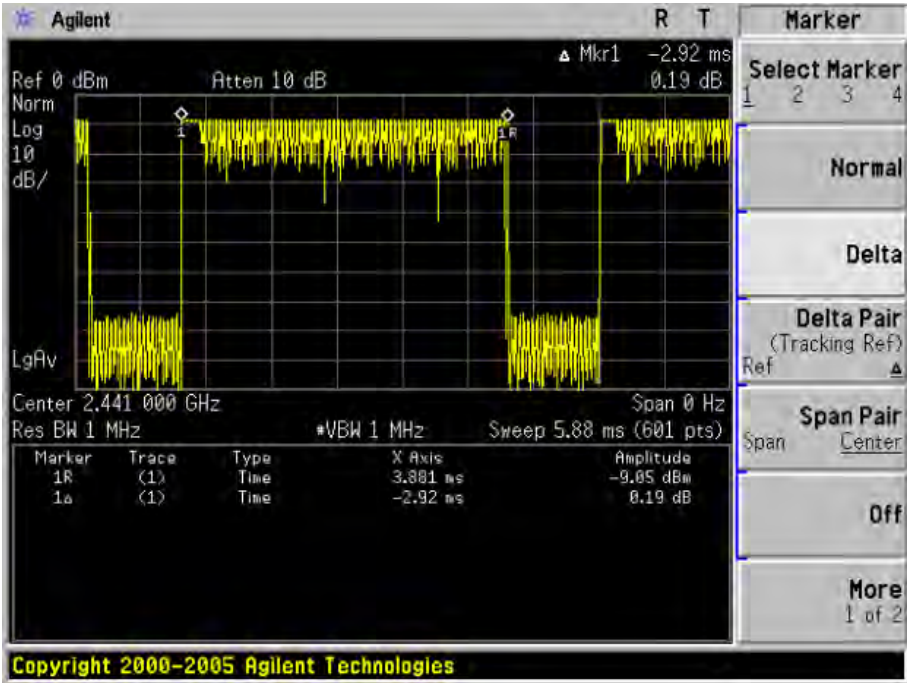 Agilent R T Marker
Δ Mkr1 -2.92 ms
Ref 0 dBm Atten 10 dB 0.19 dB
Norm
Log
10
dB/
1 1R
LgAv
Center 2.441 000 GHz Span 0 Hz
Res BW 1 MHz #VBW 1 MHz Sweep 5.88 ms (601 pts)
Marker Trace Type X Axis Amplitude
1R (1) Time 3.881 ms -9.05 dBm
1Δ (1) Time -2.92 ms 0.19 dB
Select Marker
1 2 3 4
Normal
Delta
Delta Pair
(Tracking Ref)
Ref Δ
Span Pair
Span Center
Off
More
1 of 2
Copyright 2000-2005 Agilent Technologies